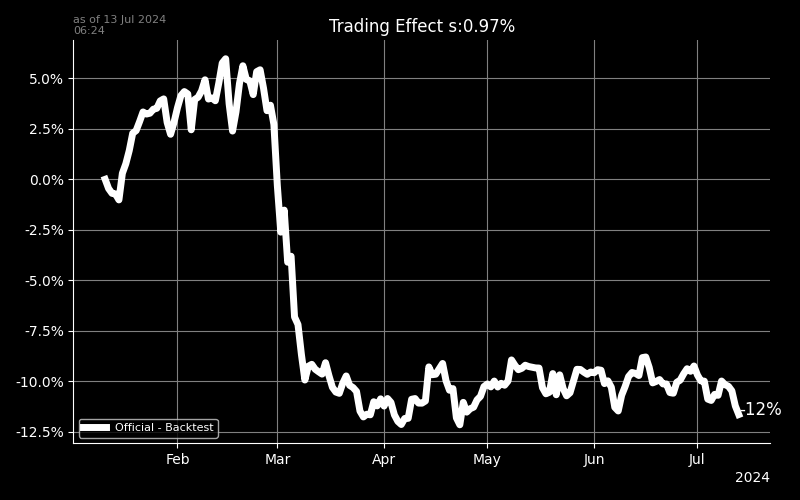 as of 13 Jul 2024
06:24
Trading Effect s:0.97%
5.0%
2.5%
0.0%
-2.5%
-5.0%
-7.5%
-10.0%
-12.5%
-12%
Official - Backtest
Feb
Mar
Apr
May
Jun
Jul
2024